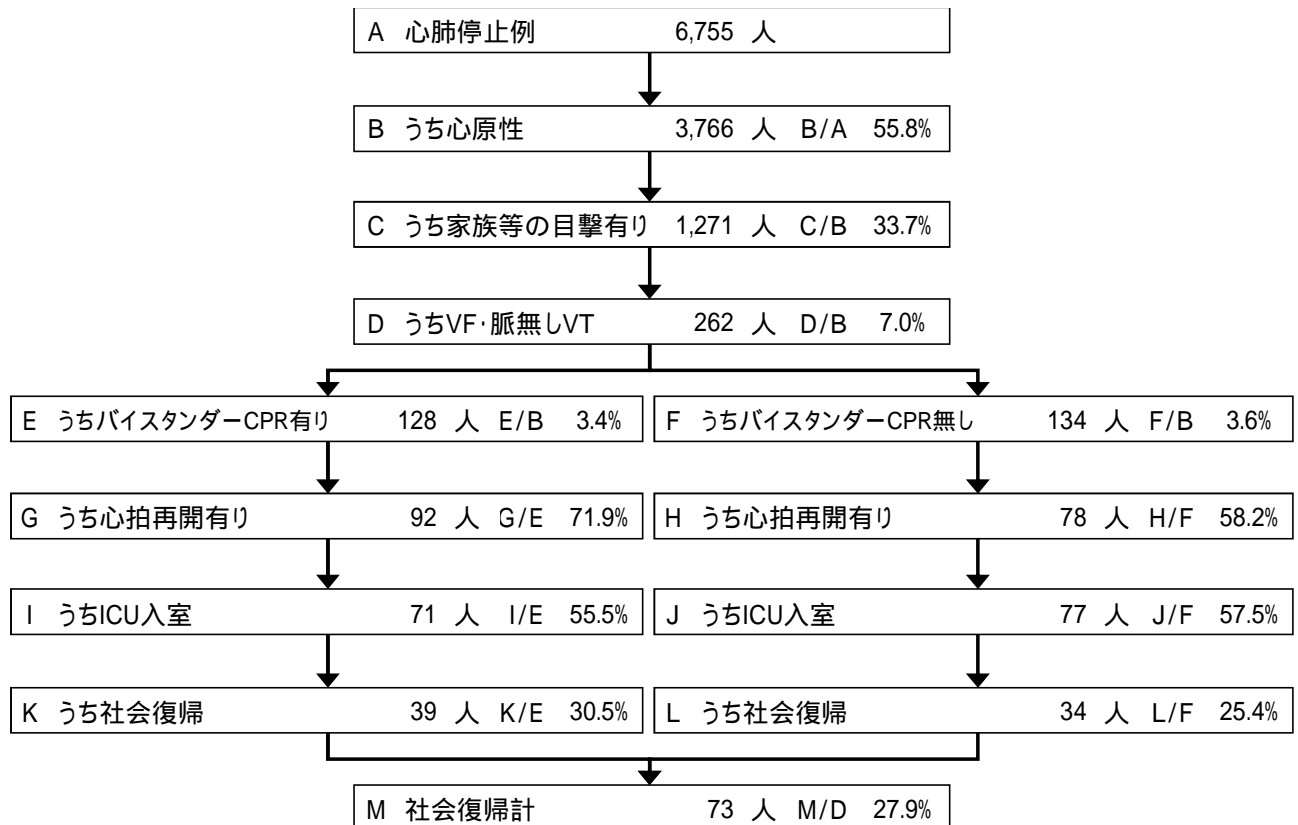 A 心肺停止例 6,755 人
B うち心原性 3,766 人 B/A 55.8%
C うち家族等の目撃有り 1,271 人 C/B 33.7%
D うちVF･脈無しVT 262 人 D/B 7.0%
E うちバイスタンダーCPR有り 128 人 E/B 3.4%
F うちバイスタンダーCPR無し 134 人 F/B 3.6%
G うち心拍再開有り 92 人 G/E 71.9%
H うち心拍再開有り 78 人 H/F 58.2%
I うちICU入室 71 人 I/E 55.5%
J うちICU入室 77 人 J/F 57.5%
K うち社会復帰 39 人 K/E 30.5%
L うち社会復帰 34 人 L/F 25.4%
M 社会復帰計 73 人 M/D 27.9%